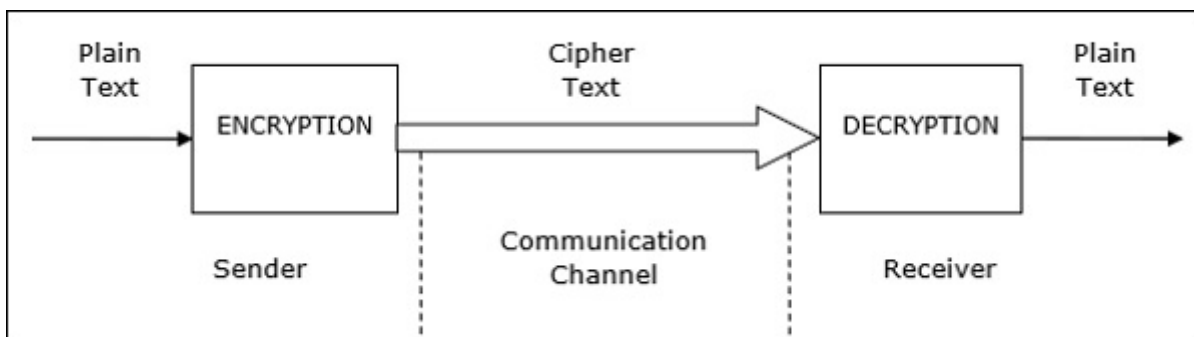 Plain
Text
ENCRYPTION
Cipher
Text
DECRYPTION
Plain
Text
Sender
Communication
Channel
Receiver